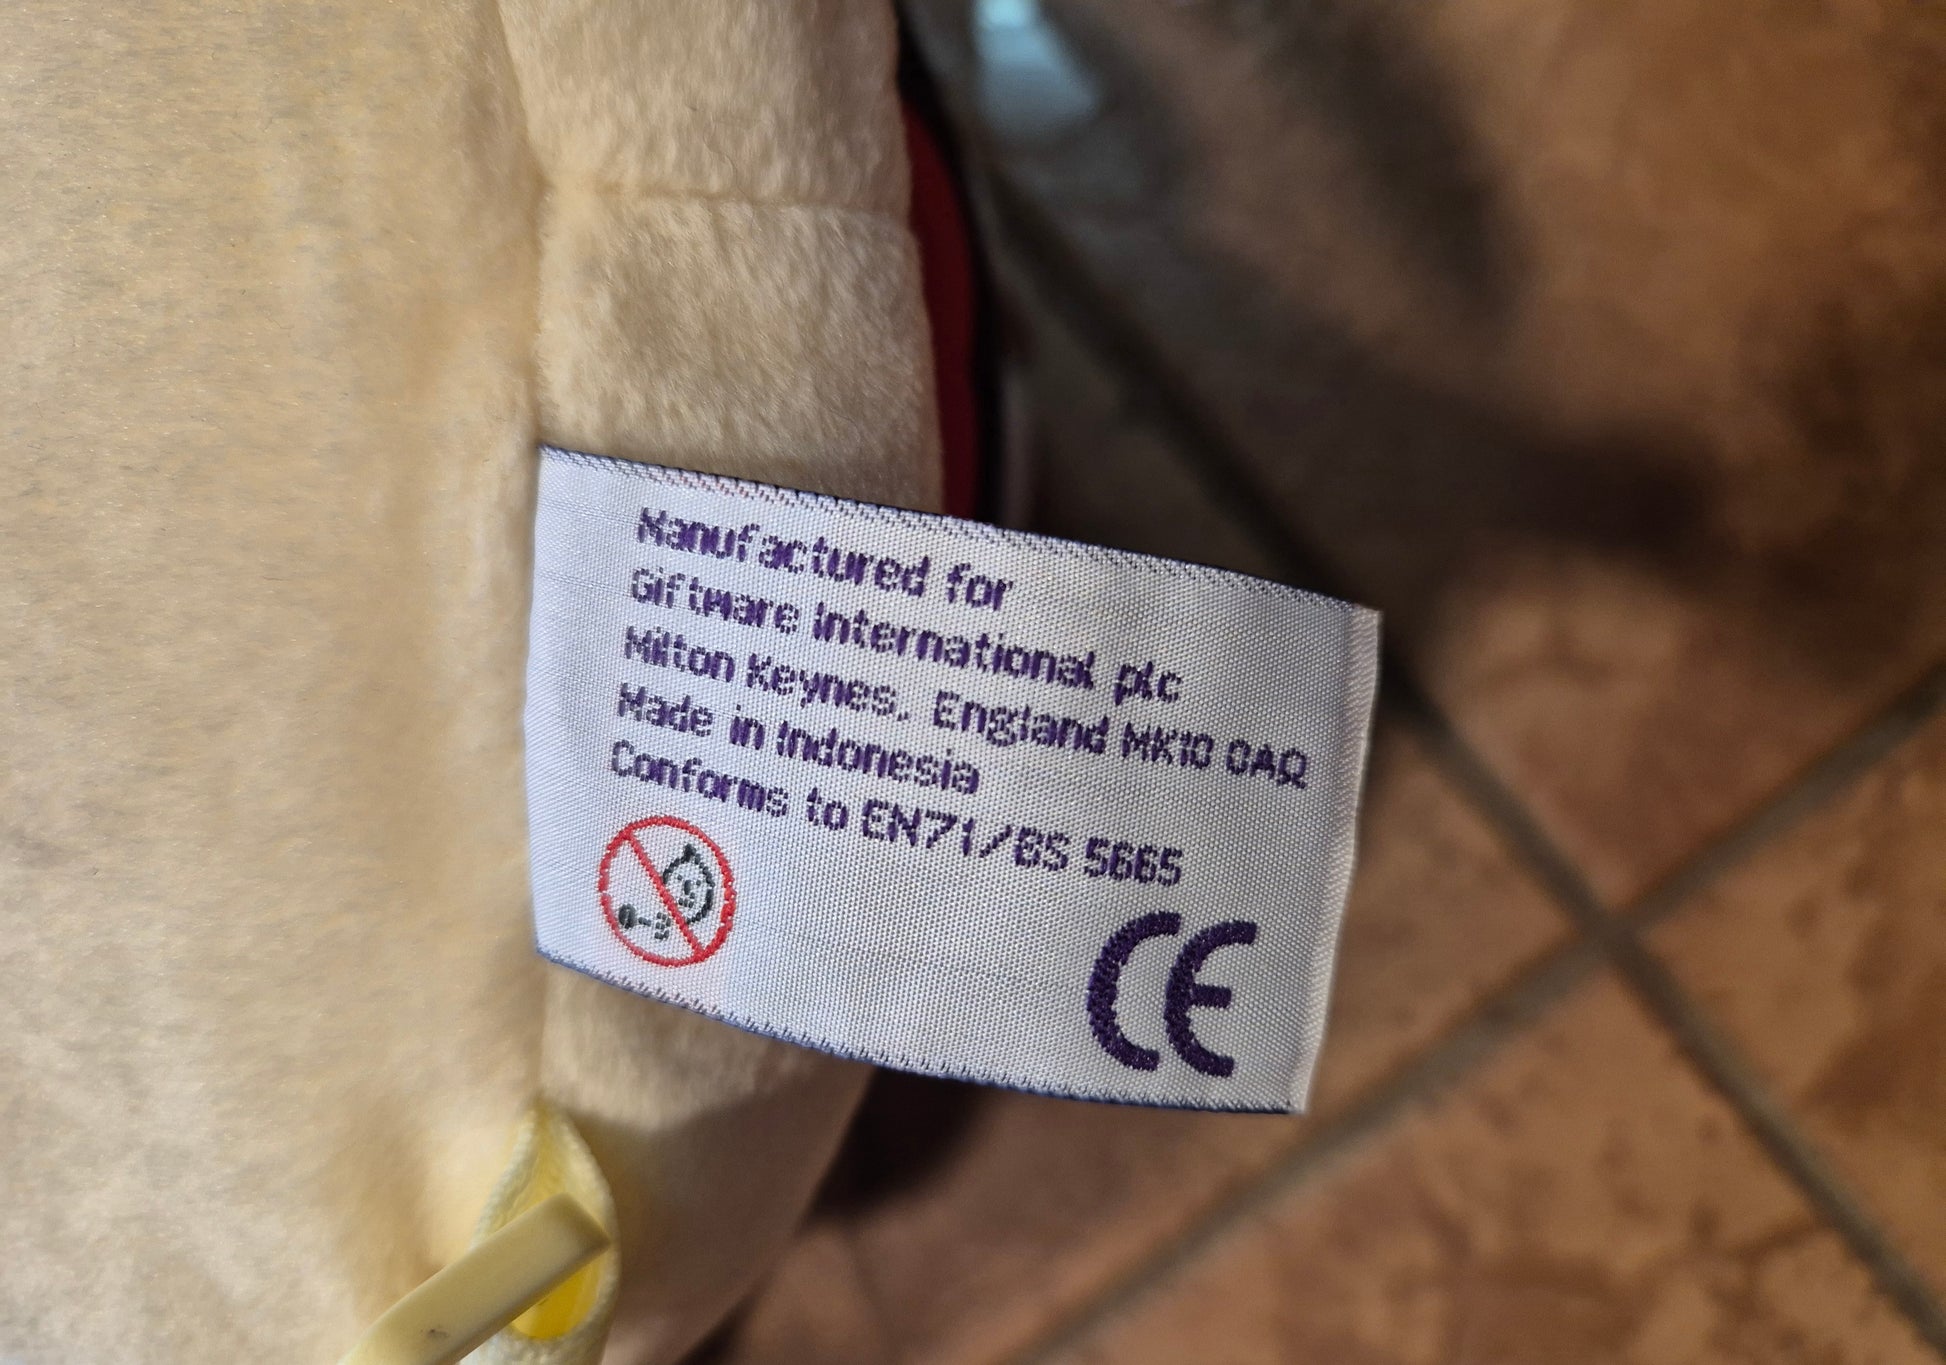 Manufactured for
Giftware International plc
Milton Keynes, England MK10 0AQ
Made in Indonesia
Conforms to EN71/BS 5665
CE